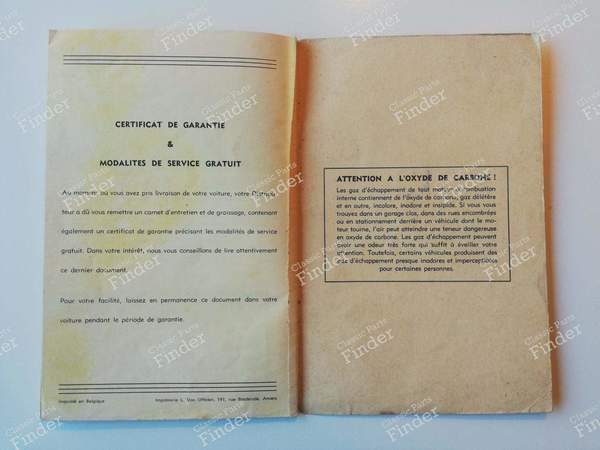 CERTIFICAT DE GARANTIE
&
MODALITES DE SERVICE GRATUIT
Au moment où vous avez pris livraison de votre voiture, votre Distribu-
teur a dû vous remettre un carnet d'entretien et de graissage, contenant
également un certificat de garantie précisant les modalités de service
gratuit. Dans votre intérêt, nous vous conseillons de lire attentivement
ce dernier document.
Pour votre facilité, laissez en permanence ce document dans votre
voiture pendant la période de garantie.
Imprimé en Belgique
Imprimerie L. Van Offelen, 191, rue Anvers
ATTENTION A L'OXYDE DE CARBONE !
Les gaz d'échappement de tout moteur à combustion
interne contiennent de l'oxyde de carbone, gaz délétère
et en outre, incolore, inodore et insipide. Si vous vous
trouvez dans un garage clos, dans des rues encombrées
ou en stationnement derrière un véhicule dont le mo-
teur tourne, l'air peut atteindre une teneur dangereuse
en oxyde de carbone. Les gaz d'échappement peuvent
avoir une odeur très forte qui suffit à éveiller votre
attention. Toutefois, certains véhicules produisent des
gaz d'échappement presque inodores et imperceptibles
pour certaines personnes.
Classic Parts
Finder